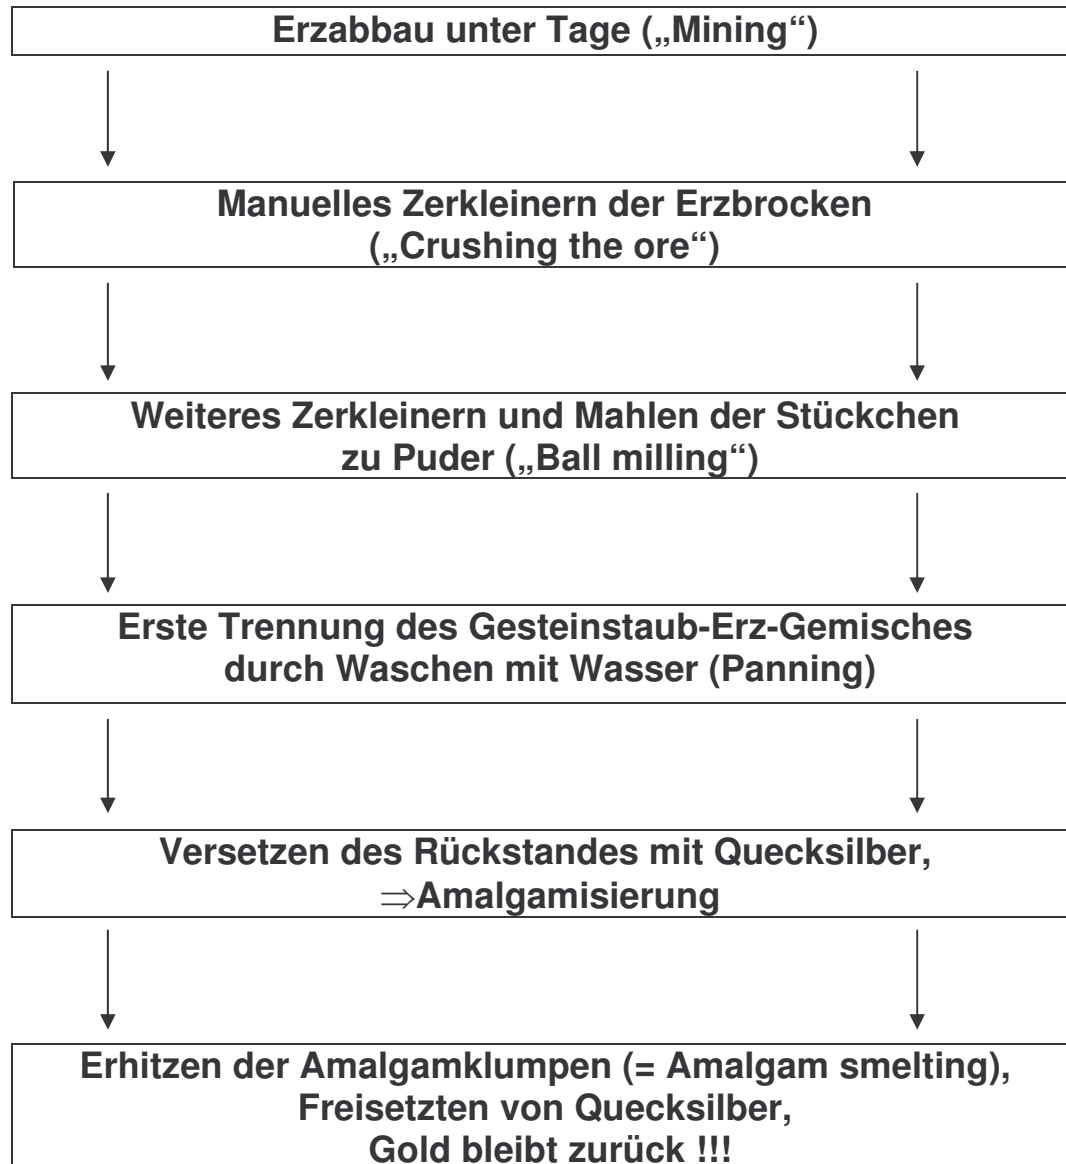 Erzabbau unter Tage („Mining“)
Manuelles Zerkleinern der Erzbrocken
(„Crushing the ore“)
Weiteres Zerkleinern und Mahlen der Stückchen
zu Puder („Ball milling“)
Erste Trennung des Gesteinstaub-Erz-Gemisches
durch Waschen mit Wasser (Panning)
Versetzen des Rückstandes mit Quecksilber,
⇒Amalgamisierung
Erhitzen der Amalgamklumpen (= Amalgam smelting),
Freisetzten von Quecksilber,
Gold bleibt zurück !!!